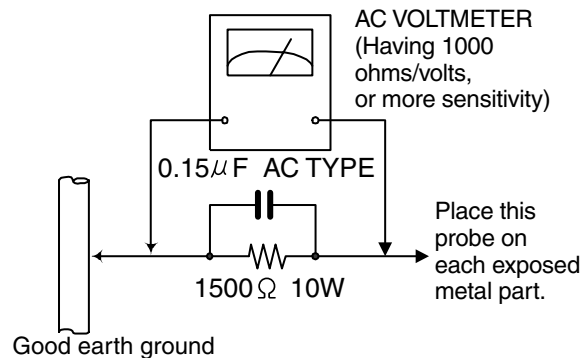 AC VOLTMETER
(Having 1000
ohms/volts,
or more sensitivity)
0.15μF AC TYPE
1500Ω 10W
Place this
probe on
each exposed
metal part.
Good earth ground